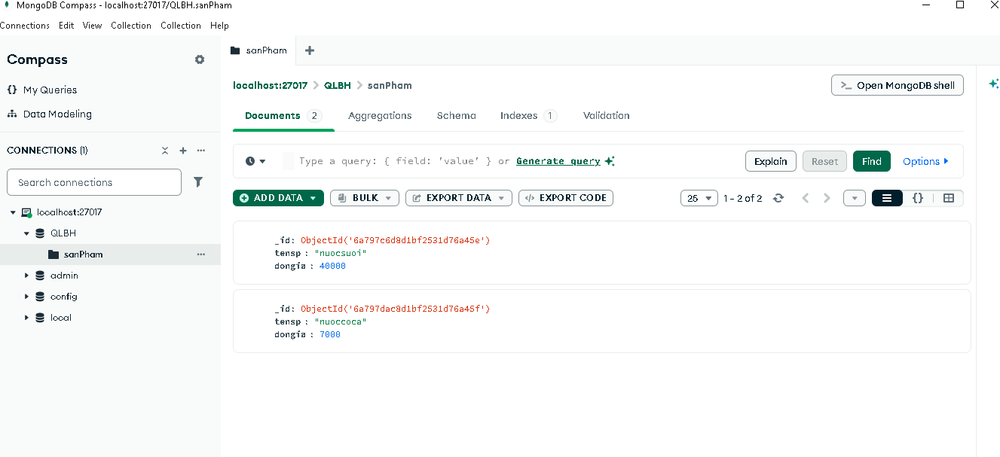 MongoDB Compass - localhost:27017/QLBH.sanPham
Connections Edit View Collection Collection Help
Compass
My Queries
Data Modeling
CONNECTIONS (1)
Search connections
localhost:27017
QLBH
sanPham
admin
config
local
sanPham
localhost:27017 > QLBH > sanPham
>_ Open MongoDB shell
Documents 2 Aggregations Schema Indexes 1 Validation
Type a query: { field: 'value' } or Generate query
Explain Reset Find Options
ADD DATA BULK EXPORT DATA </> EXPORT CODE
25 1 – 2 of 2 {}
_id: ObjectId('6a797c6d8d1bf2531d76a45e')
tensp : "nuocsuoi"
dongia : 40000
_id: ObjectId('6a797dac8d1bf2531d76a45f')
tensp : "nuoccoca"
dongia : 7000